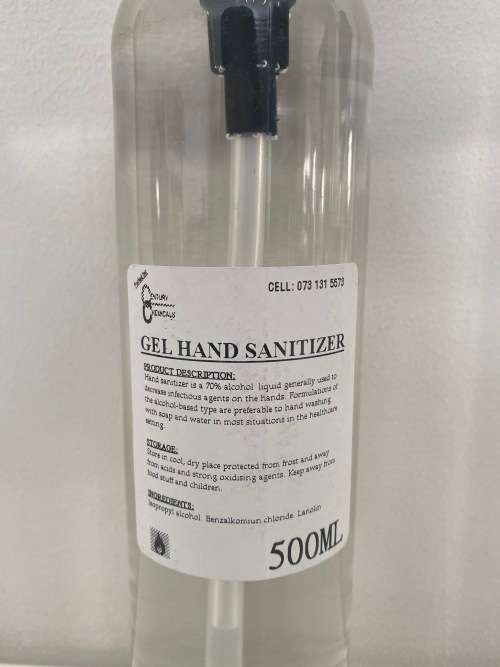 CELL: 073 131 5573
CENTURY
CHEMICALS
GEL HAND SANITIZER
PRODUCT DESCRIPTION:
Hand sanitizer is a 70% alcohol liquid generally used to
decrease infectious agents on the hands. Formulations of
the alcohol-based type are preferable to hand washing
with soap and water in most situations in the healthcare
setting.
STORAGE:
Store in cool, dry place protected from frost and away
from acids and strong oxidising agents. Keep away from
food stuff and children.
INGREDIENTS:
Isopropyl alcohol. Benzalkomiun chloride. Lanolin
500ML